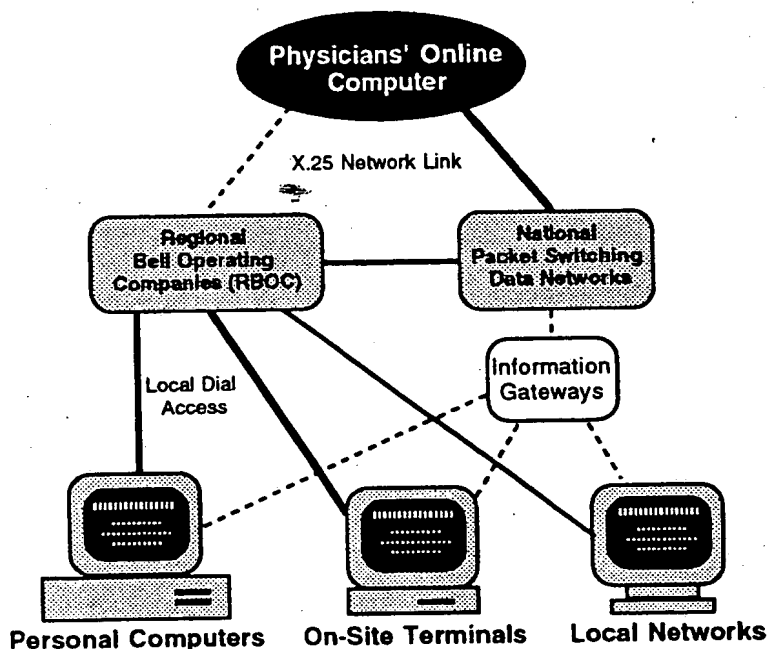 Physicians' Online
Computer
X.25 Network Link
Regional
Bell Operating
Companies (RBOC)
National
Packet Switching
Data Networks
Information
Gateways
Local Dial
Access
Personal Computers
On-Site Terminals
Local Networks